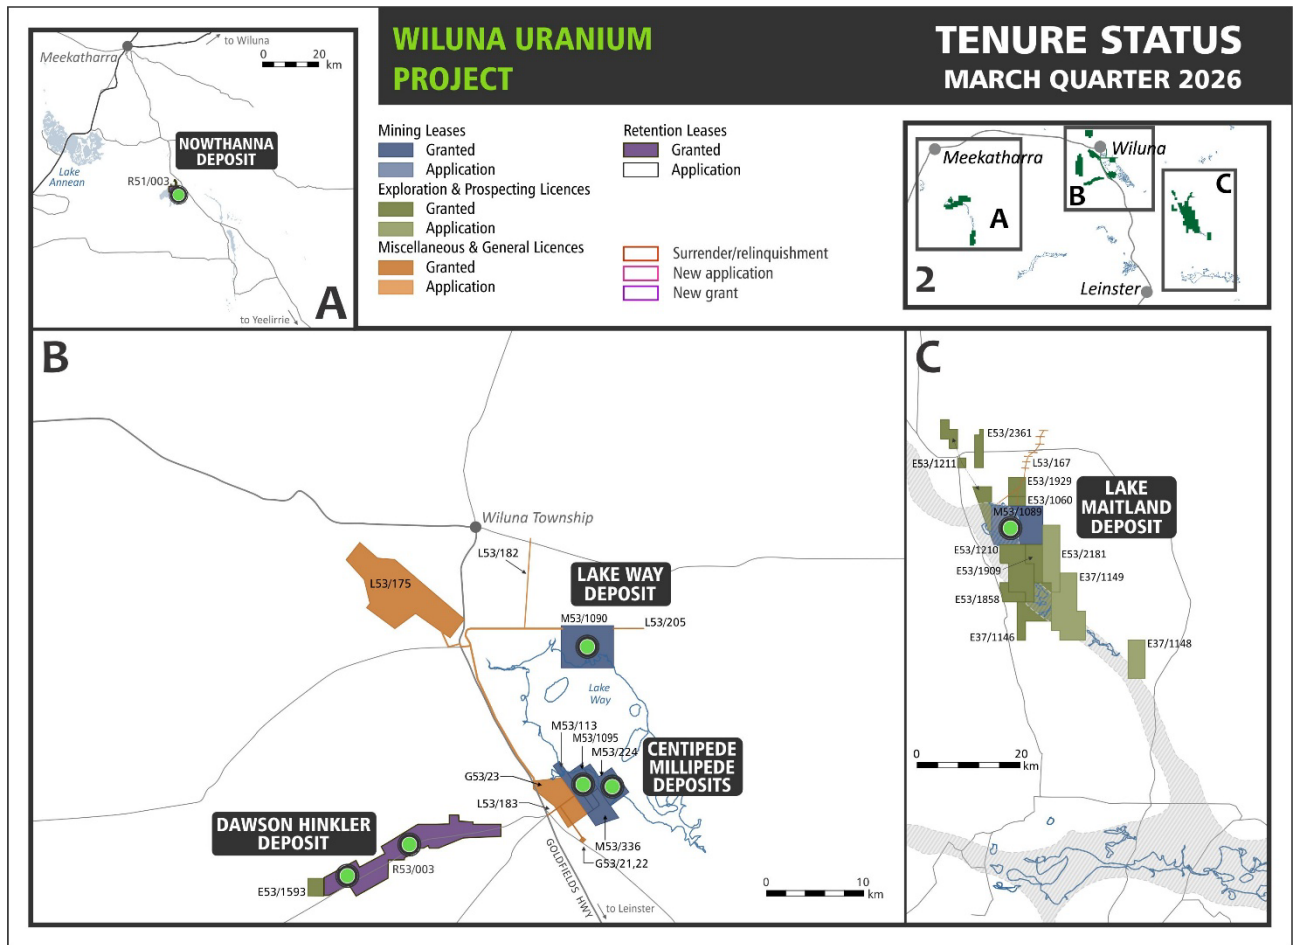 WILUNA URANIUM
PROJECT
TENURE STATUS
MARCH QUARTER 2026
Meekatharra
to Wiluna
0 20
km
NOWTHANNA
DEPOSIT
Lake
Annean
R51/003
A
to Yeelirrie
Mining Leases
Granted
Application
Exploration & Prospecting Licences
Granted
Application
Miscellaneous & General Licences
Granted
Application
Retention Leases
Granted
Application
Surrender/relinquishment
New application
New grant
Meekatharra
Wiluna
A
B
C
2
Leinster
B
Wiluna Township
L53/182
L53/175
LAKE WAY
DEPOSIT
M53/1090
L53/205
Lake
Way
M53/113
M53/1095
M53/224
CENTIPEDE
MILLIPEDE
DEPOSITS
G53/23
L53/183
DAWSON HINKLER
DEPOSIT
M53/336
G53/21,22
R53/003
E53/1593
GOLDFIELDS HWY
to Leinster
0 10
km
C
E53/2361
E53/1211
L53/167
E53/1929
E53/1060
M53/1089
LAKE
MAITLAND
DEPOSIT
E53/1210
E53/2181
E53/1909
E37/1149
E53/1858
E37/1146
E37/1148
0 20
km